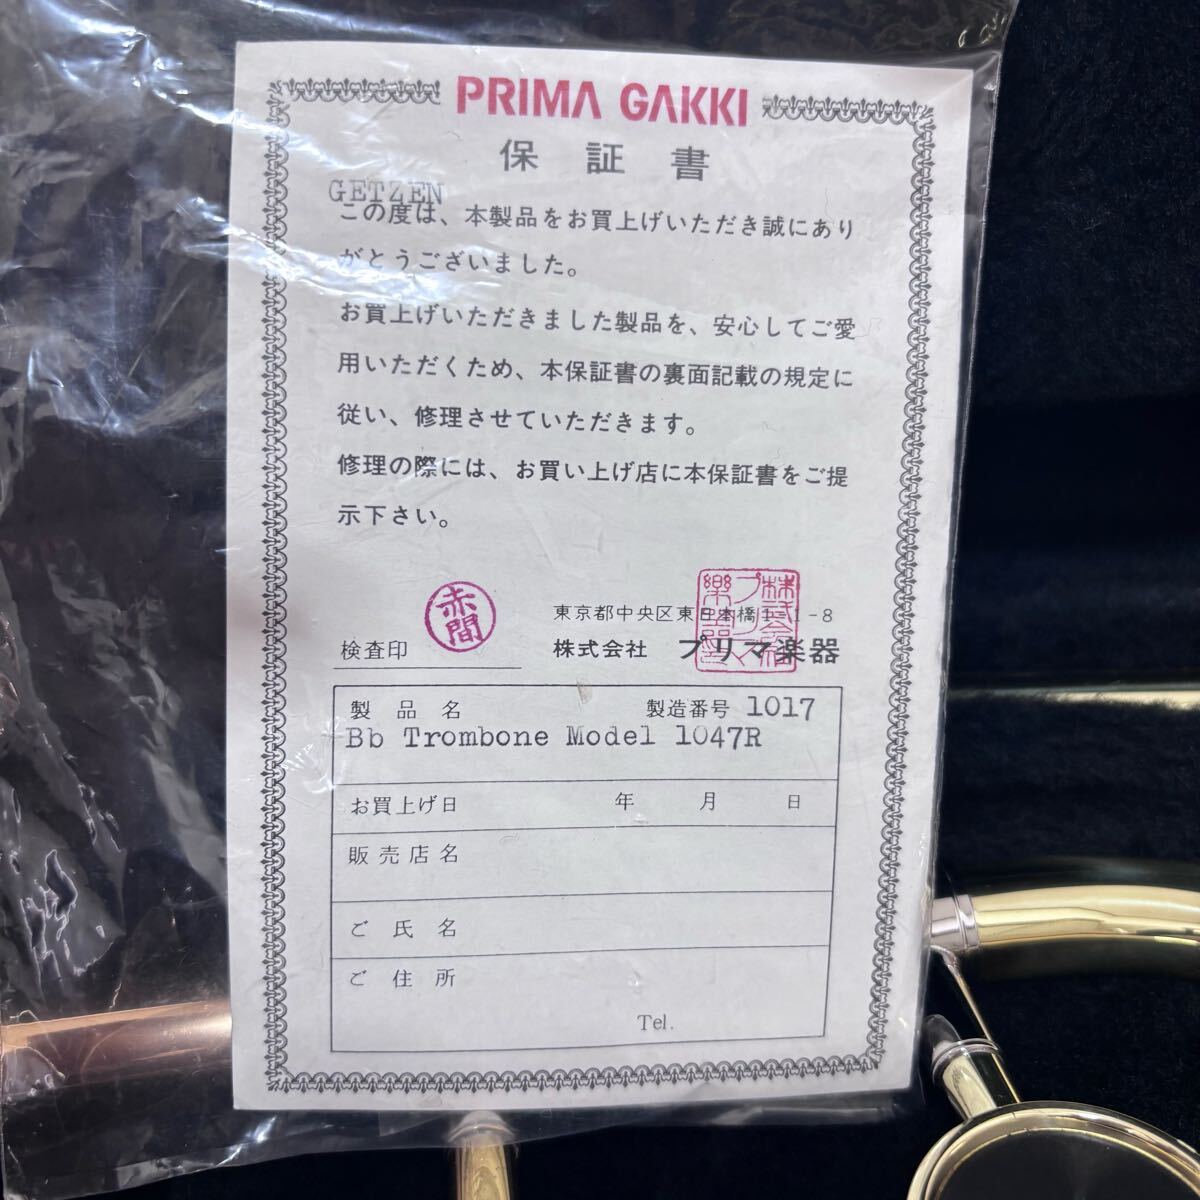 PRIMA GAKKI
保証書
GETZEN
この度は、本製品をお買上げいただき誠にあり
がとうございました。
お買上げいただきました製品を、安心してご愛
用いただくため、本保証書の裏面記載の規定に
従い、修理させていただきます。
修理の際には、お買い上げ店に本保証書をご提
示下さい。
検査印
赤間
東京都中央区東日本橋1-1-8
株式会社 プリマ楽器
製品名 製造番号 1017
Bb Trombone Model 1047R
お買上げ日 年 月 日
販売店名
ご氏名
ご住所
Tel.